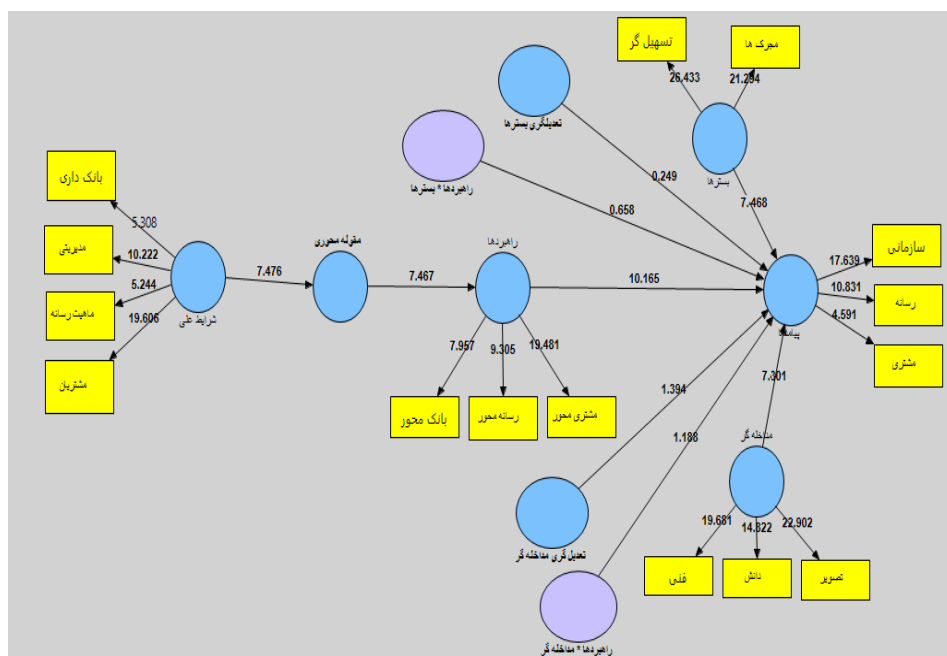 تسهیل گر
محرک ها
26.433
21.294
تعدیلگری بسترها
بسترها
راهبردها * بسترها
0.249
7.468
0.658
بانک داری
5.308
مدیریتی
10.222
ماهیت رسانه
5.244
مشتریان
19.606
شرایط علی
7.476
مقوله محوری
7.467
راهبردها
10.165
سازمانی
17.639
رسانه
10.831
مشتری
4.591
7.957
9.305
19.481
بانک محور
رسانه محور
مشتری محور
1.394
1.188
7.301
مداخله گر
تعدیل گری مداخله گر
19.681
14.822
22.902
فنی
دانش
تصویر
راهبردها * مداخله گر